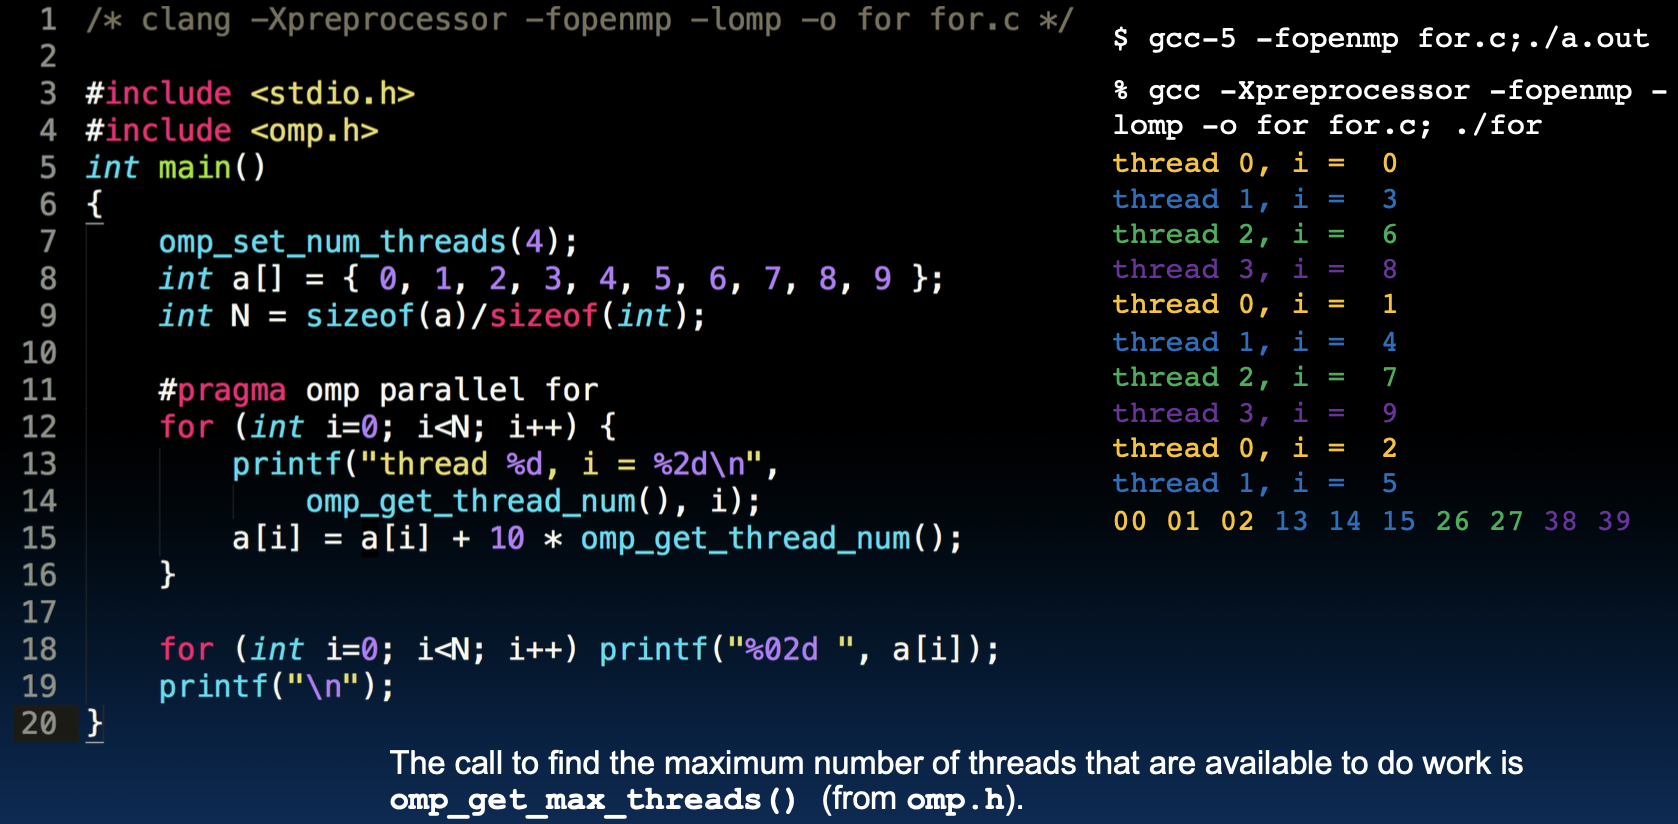 1 /* clang -Xpreprocessor -fopenmp -lomp -o for for.c */
2
3 #include <stdio.h>
4 #include <omp.h>
5 int main()
6 {
7 omp_set_num_threads(4);
8 int a[] = { 0, 1, 2, 3, 4, 5, 6, 7, 8, 9 };
9 int N = sizeof(a)/sizeof(int);
10
11 #pragma omp parallel for
12 for (int i=0; i<N; i++) {
13 printf("thread %d, i = %2d\n",
14 omp_get_thread_num(), i);
15 a[i] = a[i] + 10 * omp_get_thread_num();
16 }
17
18 for (int i=0; i<N; i++) printf("%02d ", a[i]);
19 printf("\n");
20 }
$ gcc-5 -fopenmp for.c;./a.out
% gcc -Xpreprocessor -fopenmp -
lomp -o for for.c; ./for
thread 0, i =  0
thread 1, i =  3
thread 2, i =  6
thread 3, i =  8
thread 0, i =  1
thread 1, i =  4
thread 2, i =  7
thread 3, i =  9
thread 0, i =  2
thread 1, i =  5
00 01 02 13 14 15 26 27 38 39
The call to find the maximum number of threads that are available to do work is
omp_get_max_threads() (from omp.h).